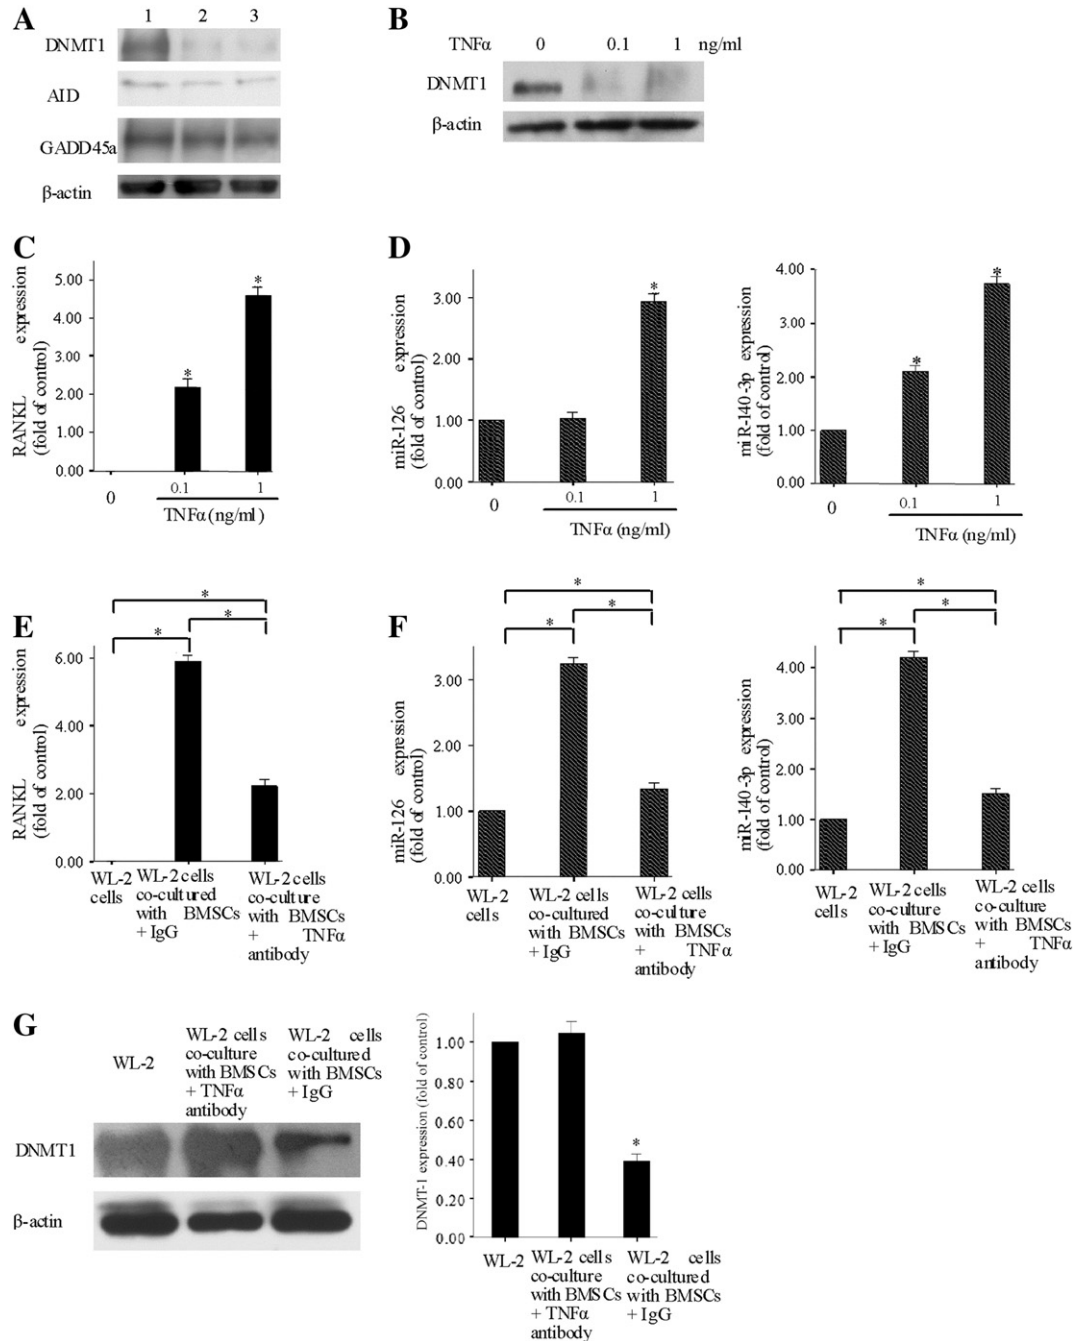 A
1 2 3
DNMT1
AID
GADD45a
β-actin
B
TNFα 0 0.1 1 ng/ml
DNMT1
β-actin
C
RANKL expression
(fold of control)
5.00
4.00
3.00
2.00
1.00
0.00
*
*
0 0.1 1
TNFα (ng/ml)
D
miR-126 expression
(fold of control)
3.00
2.00
1.00
0.00
*
0 0.1 1
TNFα (ng/ml)
miR-140-3p expression
(fold of control)
4.00
3.00
2.00
1.00
0.00
*
*
0 0.1 1
TNFα (ng/ml)
E
RANKL expression
(fold of control)
6.00
4.00
2.00
0.00
*
*
*
WL-2
cells
WL-2 cells
co-cultured
with BMSCs
+ IgG
WL-2 cells
co-culture
with BMSCs
+ TNFα
antibody
F
miR-126 expression
(fold of control)
3.00
2.00
1.00
0.00
*
*
*
WL-2
cells
WL-2 cells
co-cultured
with BMSCs
+ IgG
WL-2 cells
co-culture
with BMSCs
+ TNFα
antibody
miR-140-3p expression
(fold of control)
4.00
3.00
2.00
1.00
0.00
*
*
*
WL-2
cells
WL-2 cells
co-cultured
with BMSCs
+ IgG
WL-2 cells
co-culture
with BMSCs
+ TNFα
antibody
G
WL-2
WL-2 cells
co-culture
with BMSCs
+ TNFα
antibody
WL-2 cells
co-cultured
with BMSCs
+ IgG
DNMT1
β-actin
DNMT-1 expression (fold of control)
1.00
0.80
0.60
0.40
0.20
0.00
*
WL-2
WL-2 cells
co-culture
with BMSCs
+ TNFα
antibody
WL-2 cells
co-cultured
with BMSCs
+ IgG